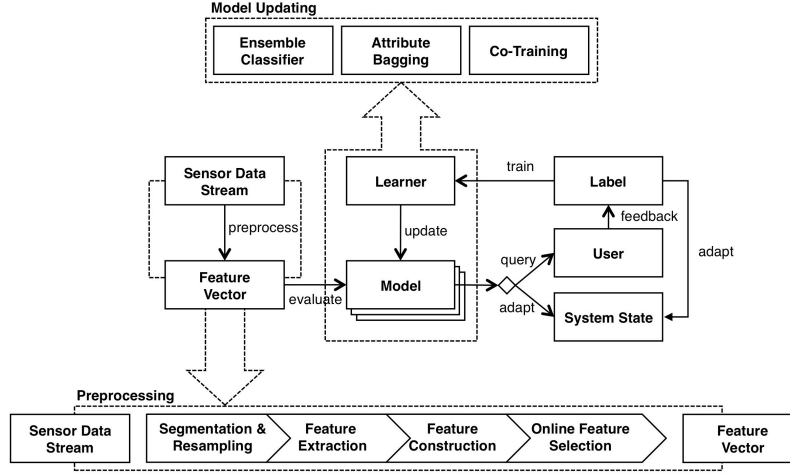 Model Updating
Ensemble
Classifier
Attribute
Bagging
Co-Training
Sensor Data
Stream
Learner
train
Label
preprocess
update
feedback
User
query
adapt
Feature
Vector
evaluate
Model
adapt
System State
Preprocessing
Sensor Data
Stream
Segmentation &
Resampling
Feature
Extraction
Feature
Construction
Online Feature
Selection
Feature
Vector